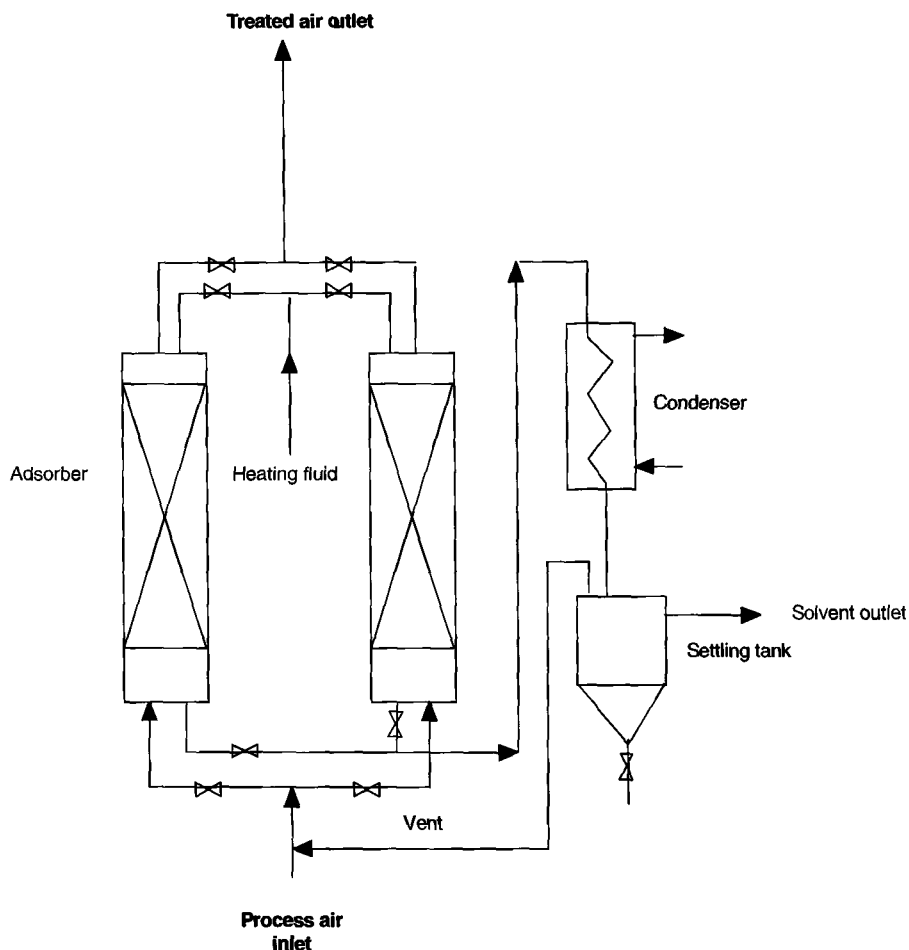 Treated air outlet
Adsorber
Heating fluid
Condenser
Solvent outlet
Settling tank
Vent
Process air
inlet